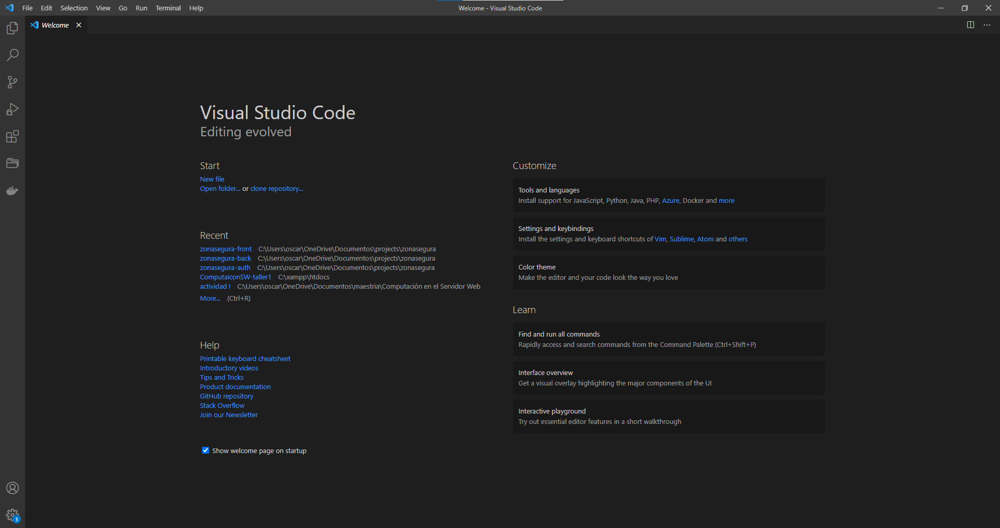 File Edit Selection View Go Run Terminal Help
Welcome - Visual Studio Code
Welcome
Visual Studio Code
Editing evolved
Start
New file
Open folder... or clone repository...
Recent
zonasegura-front C:\Users\oscar\OneDrive\Documentos\projects\zonasegura
zonasegura-back C:\Users\oscar\OneDrive\Documentos\projects\zonasegura
zonasegura-auth C:\Users\oscar\OneDrive\Documentos\projects\zonasegura
ComputaiconSW-taller1 C:\xampp\htdocs
actividad I C:\Users\oscar\OneDrive\Documentos\maestria\Computación en el Servidor Web
More... (Ctrl+R)
Help
Printable keyboard cheatsheet
Introductory videos
Tips and Tricks
Product documentation
GitHub repository
Stack Overflow
Join our Newsletter
Show welcome page on startup
Customize
Tools and languages
Install support for JavaScript, Python, Java, PHP, Azure, Docker and more
Settings and keybindings
Install the settings and keyboard shortcuts of Vim, Sublime, Atom and others
Color theme
Make the editor and your code look the way you love
Learn
Find and run all commands
Rapidly access and search commands from the Command Palette (Ctrl+Shift+P)
Interface overview
Get a visual overlay highlighting the major components of the UI
Interactive playground
Try out essential editor features in a short walkthrough
1